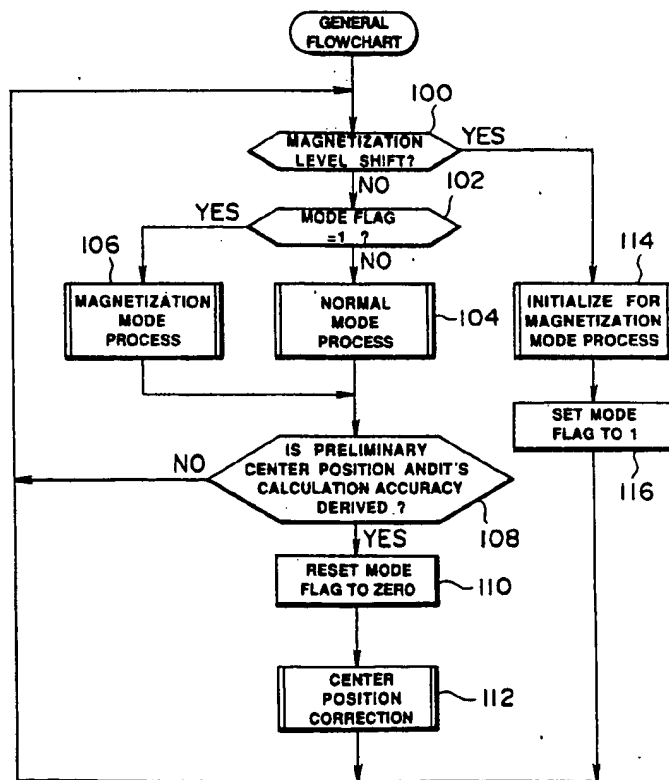 GENERAL
FLOWCHART
100
MAGNETIZATION
LEVEL SHIFT?
YES
NO
102
MODE FLAG
=1 ?
YES
NO
106
MAGNETIZATION
MODE
PROCESS
NORMAL
MODE
PROCESS
104
114
INITIALIZE FOR
MAGNETIZATION
MODE PROCESS
SET MODE
FLAG TO 1
116
IS PRELIMINARY
CENTER POSITION ANDIT'S
CALCULATION ACCURACY
DERIVED ?
NO
108
YES
RESET MODE
FLAG TO ZERO
110
CENTER
POSITION
CORRECTION
112